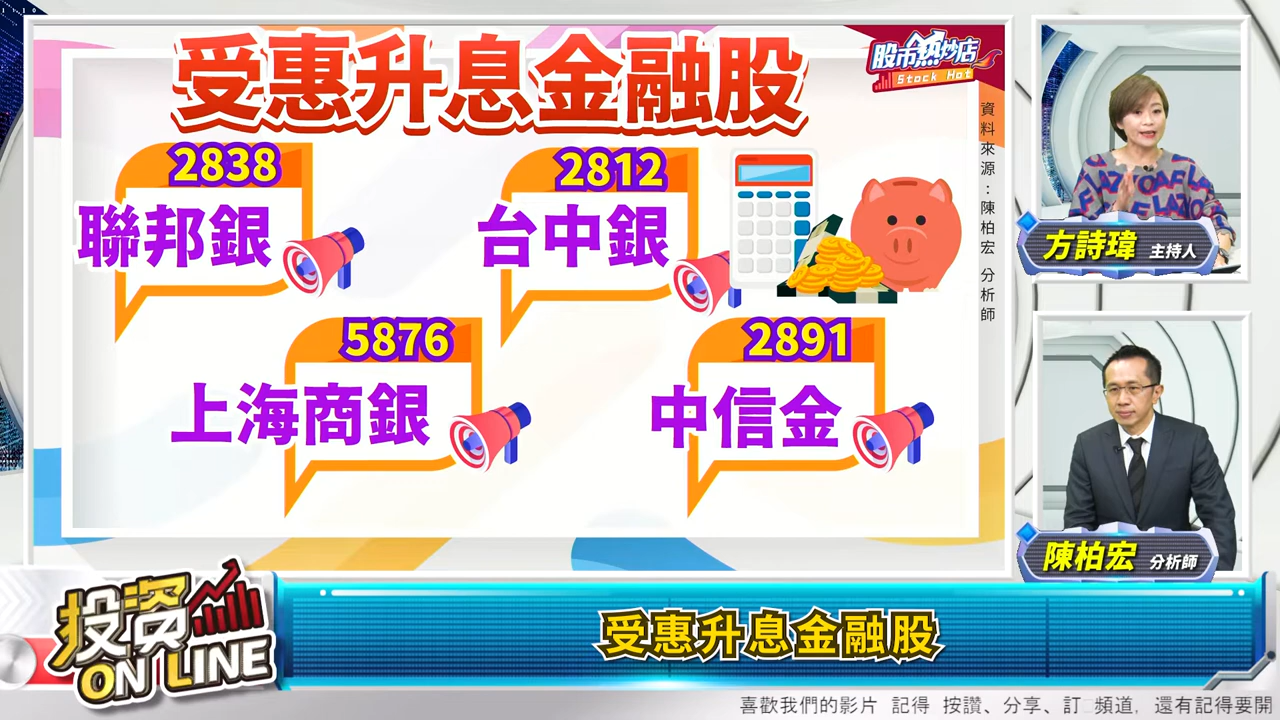 受惠升息金融股
股市熱炒店
Stock Hot
資料來源：陳柏宏 分析師
2838
聯邦銀
2812
台中銀
5876
上海商銀
2891
中信金
方詩瑋 主持人
陳柏宏 分析師
投資
ON LINE
受惠升息金融股
喜歡我們的影片 記得 按讚、分享、訂 頻道, 還有記得要開